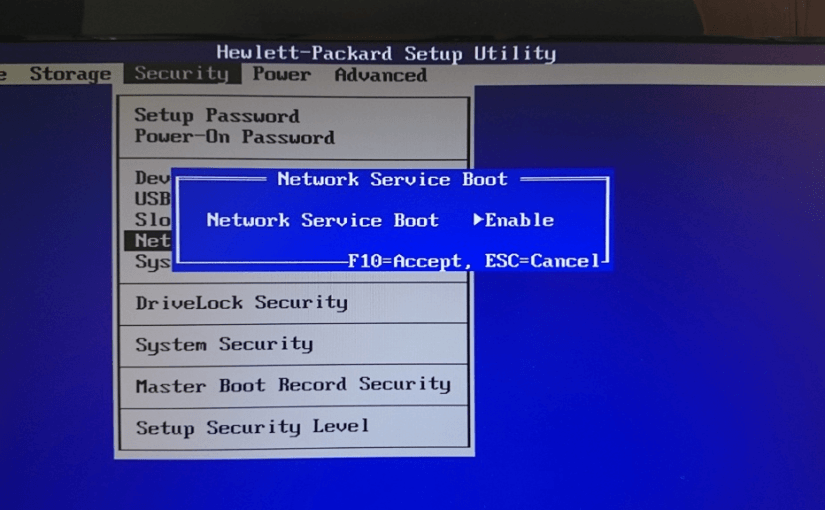 Hewlett-Packard Setup Utility
e Storage Security Power Advanced
Setup Password
Power-On Password
Dev
USB
Slo
Net
Sys
Network Service Boot
Network Service Boot ▶Enable
F10=Accept, ESC=Cancel
DriveLock Security
System Security
Master Boot Record Security
Setup Security Level